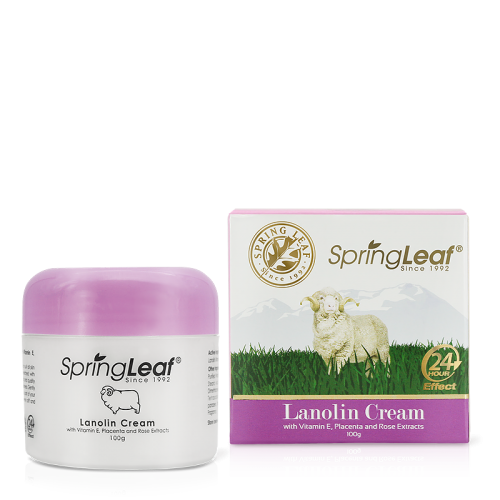 SPRING LEAF
Since 1992
SpringLeaf®
Since 1992
24
HOUR
Effect
Lanolin Cream
with Vitamin E, Placenta and Rose Extracts
100g
SpringLeaf®
Since 1992
Lanolin Cream
with Vitamin E, Placenta and Rose Extracts
100g